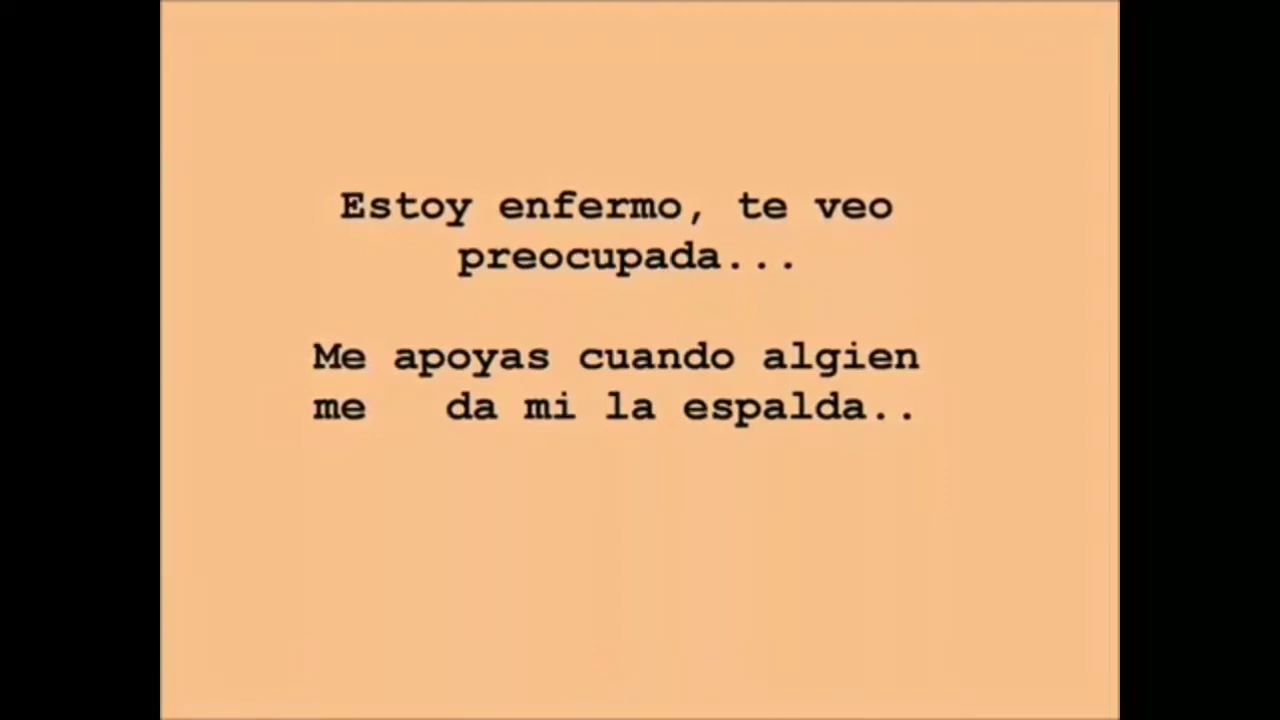 Estoy enfermo, te veo
preocupada...
Me apoyas cuando algien
me da mi la espalda..